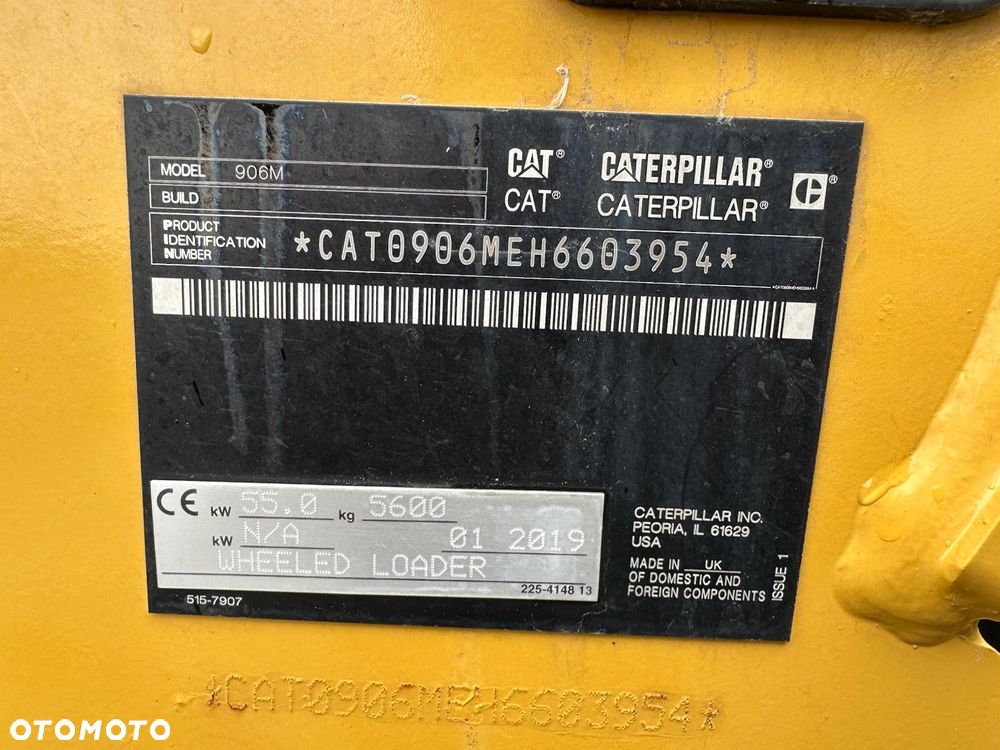 MODEL 906M
BUILD
CAT® CATERPILLAR®
CAT® CATERPILLAR®
PRODUCT
IDENTIFICATION
NUMBER
*CAT0906MEH6603954*
*CAT0906MEH6603954*
CE kW 55.0 kg 5600
kW N/A 01 2019
WHEELED LOADER
225-4148 13
515-7907
CATERPILLAR INC.
PEORIA, IL 61629
USA
MADE IN UK
OF DOMESTIC AND
FOREIGN COMPONENTS
ISSUE 1
*CAT0906MEH6603954*
OTOMOTO